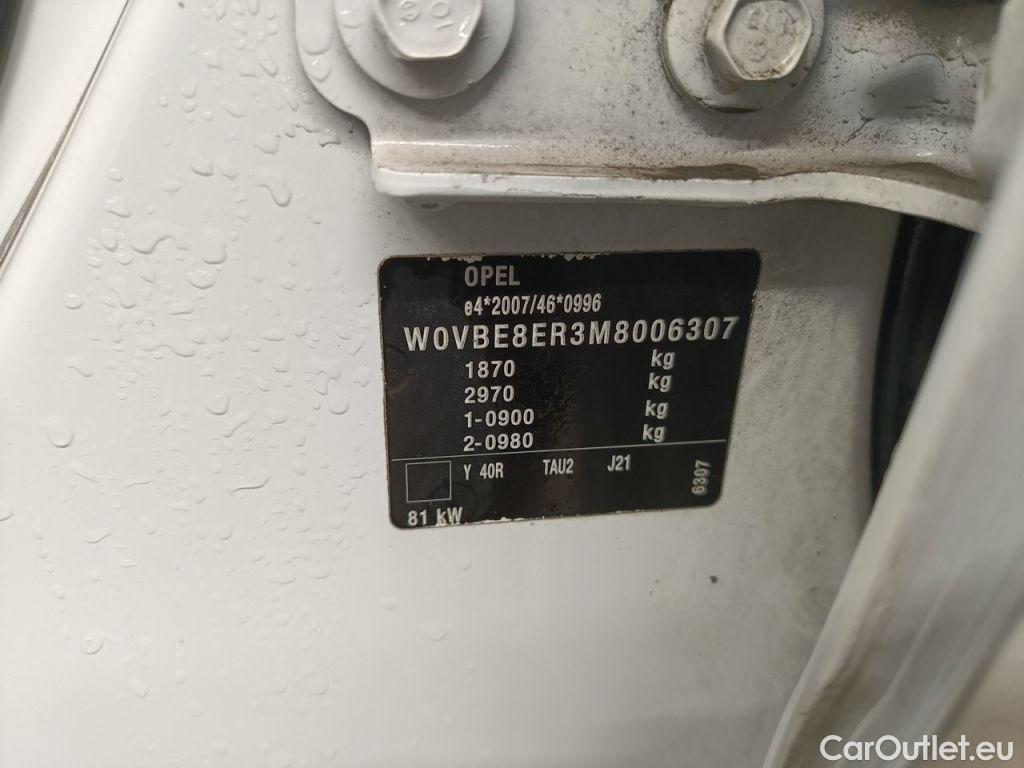 OPEL
e4*2007/46*0996
W0VBE8ER3M8006307
1870 kg
2970 kg
1-0900 kg
2-0980 kg
Y 40R TAU2 J21
6307
81 kW
CarOutlet.eu